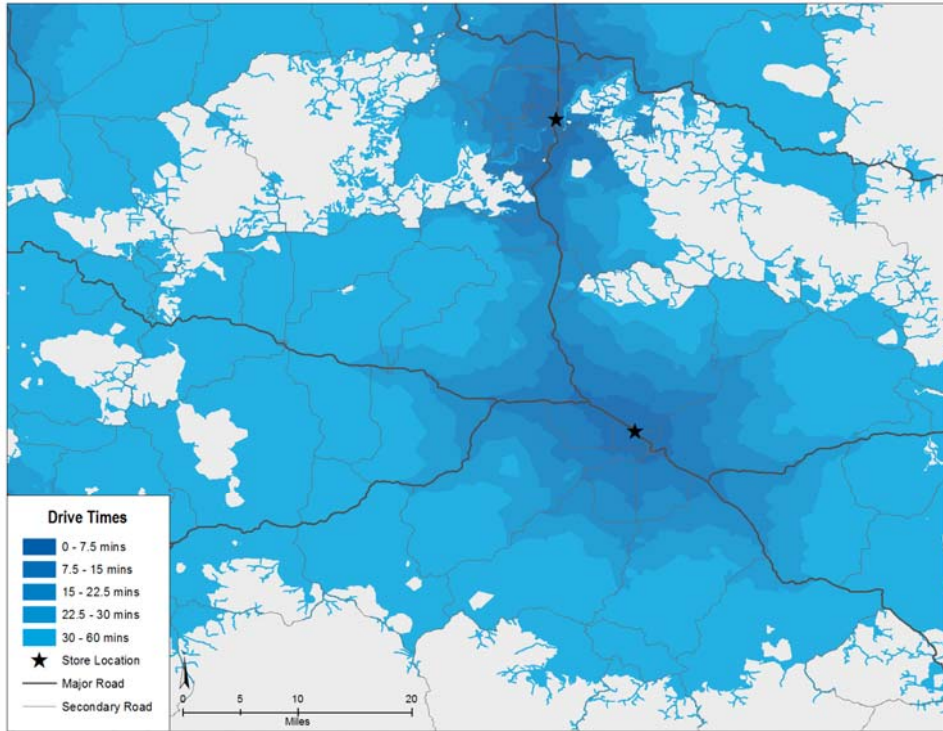 Drive Times
0 - 7.5 mins
7.5 - 15 mins
15 - 22.5 mins
22.5 - 30 mins
30 - 60 mins
Store Location
Major Road
Secondary Road
0 5 10 20
Miles